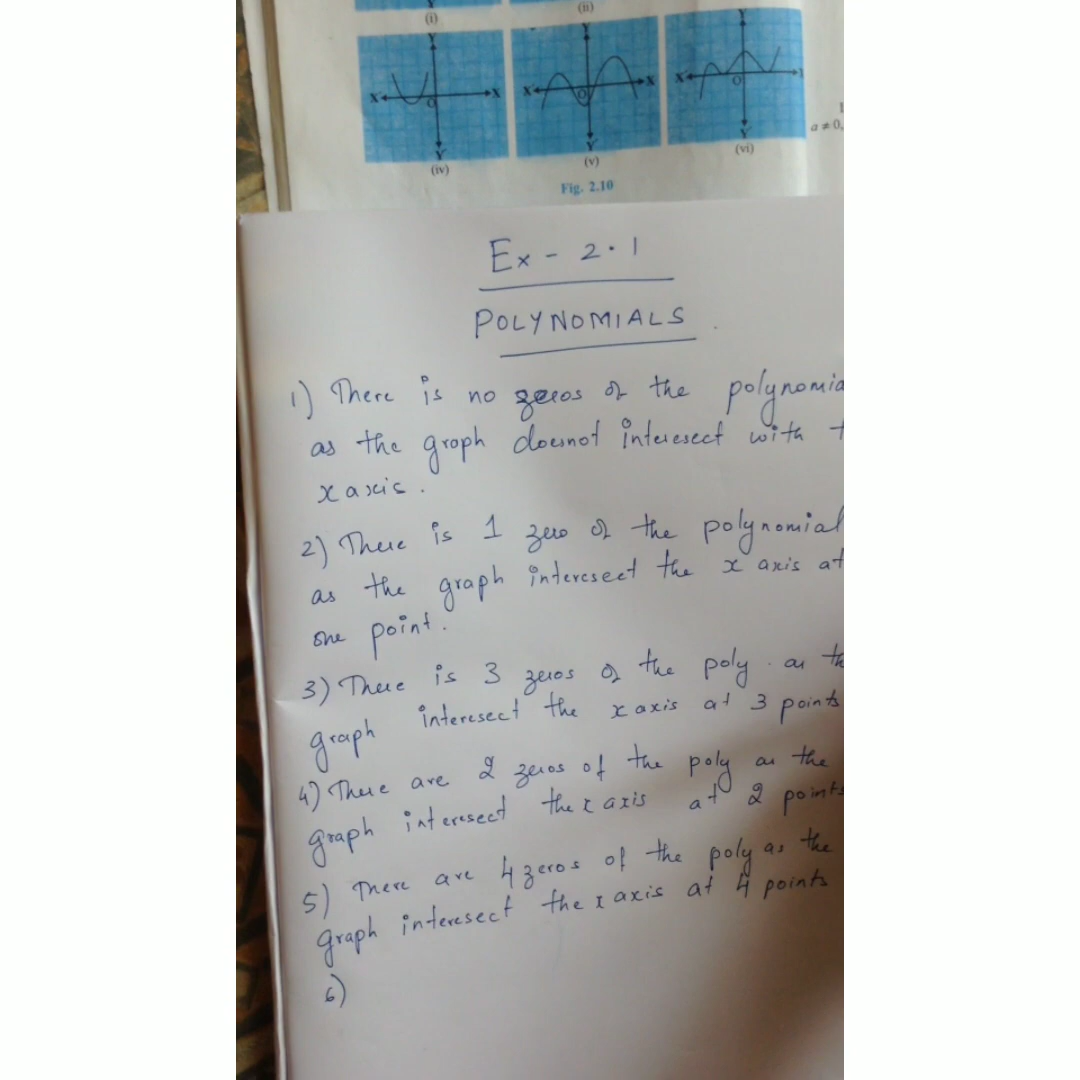 (i)
(ii)
Y
Y
Y
X'
O
X
X'
O
X
X'
O
Y'
Y'
Y'
(iv)
(v)
(vi)
Fig. 2.10
a ≠ 0,
Ex - 2.1
POLYNOMIALS
1) There is no zeros of the polynomia
as the graph doesnot interesect with t
x axis.
2) There is 1 zero of the polynomial
as the graph interesect the x axis at
one point.
3) There is 3 zeros of the poly. as th
graph interesect the x axis at 3 points
4) There are 2 zeros of the poly as the
graph interesect the x axis at 2 points
5) There are 4 zeros of the poly as the
graph interesect the x axis at 4 points
6)